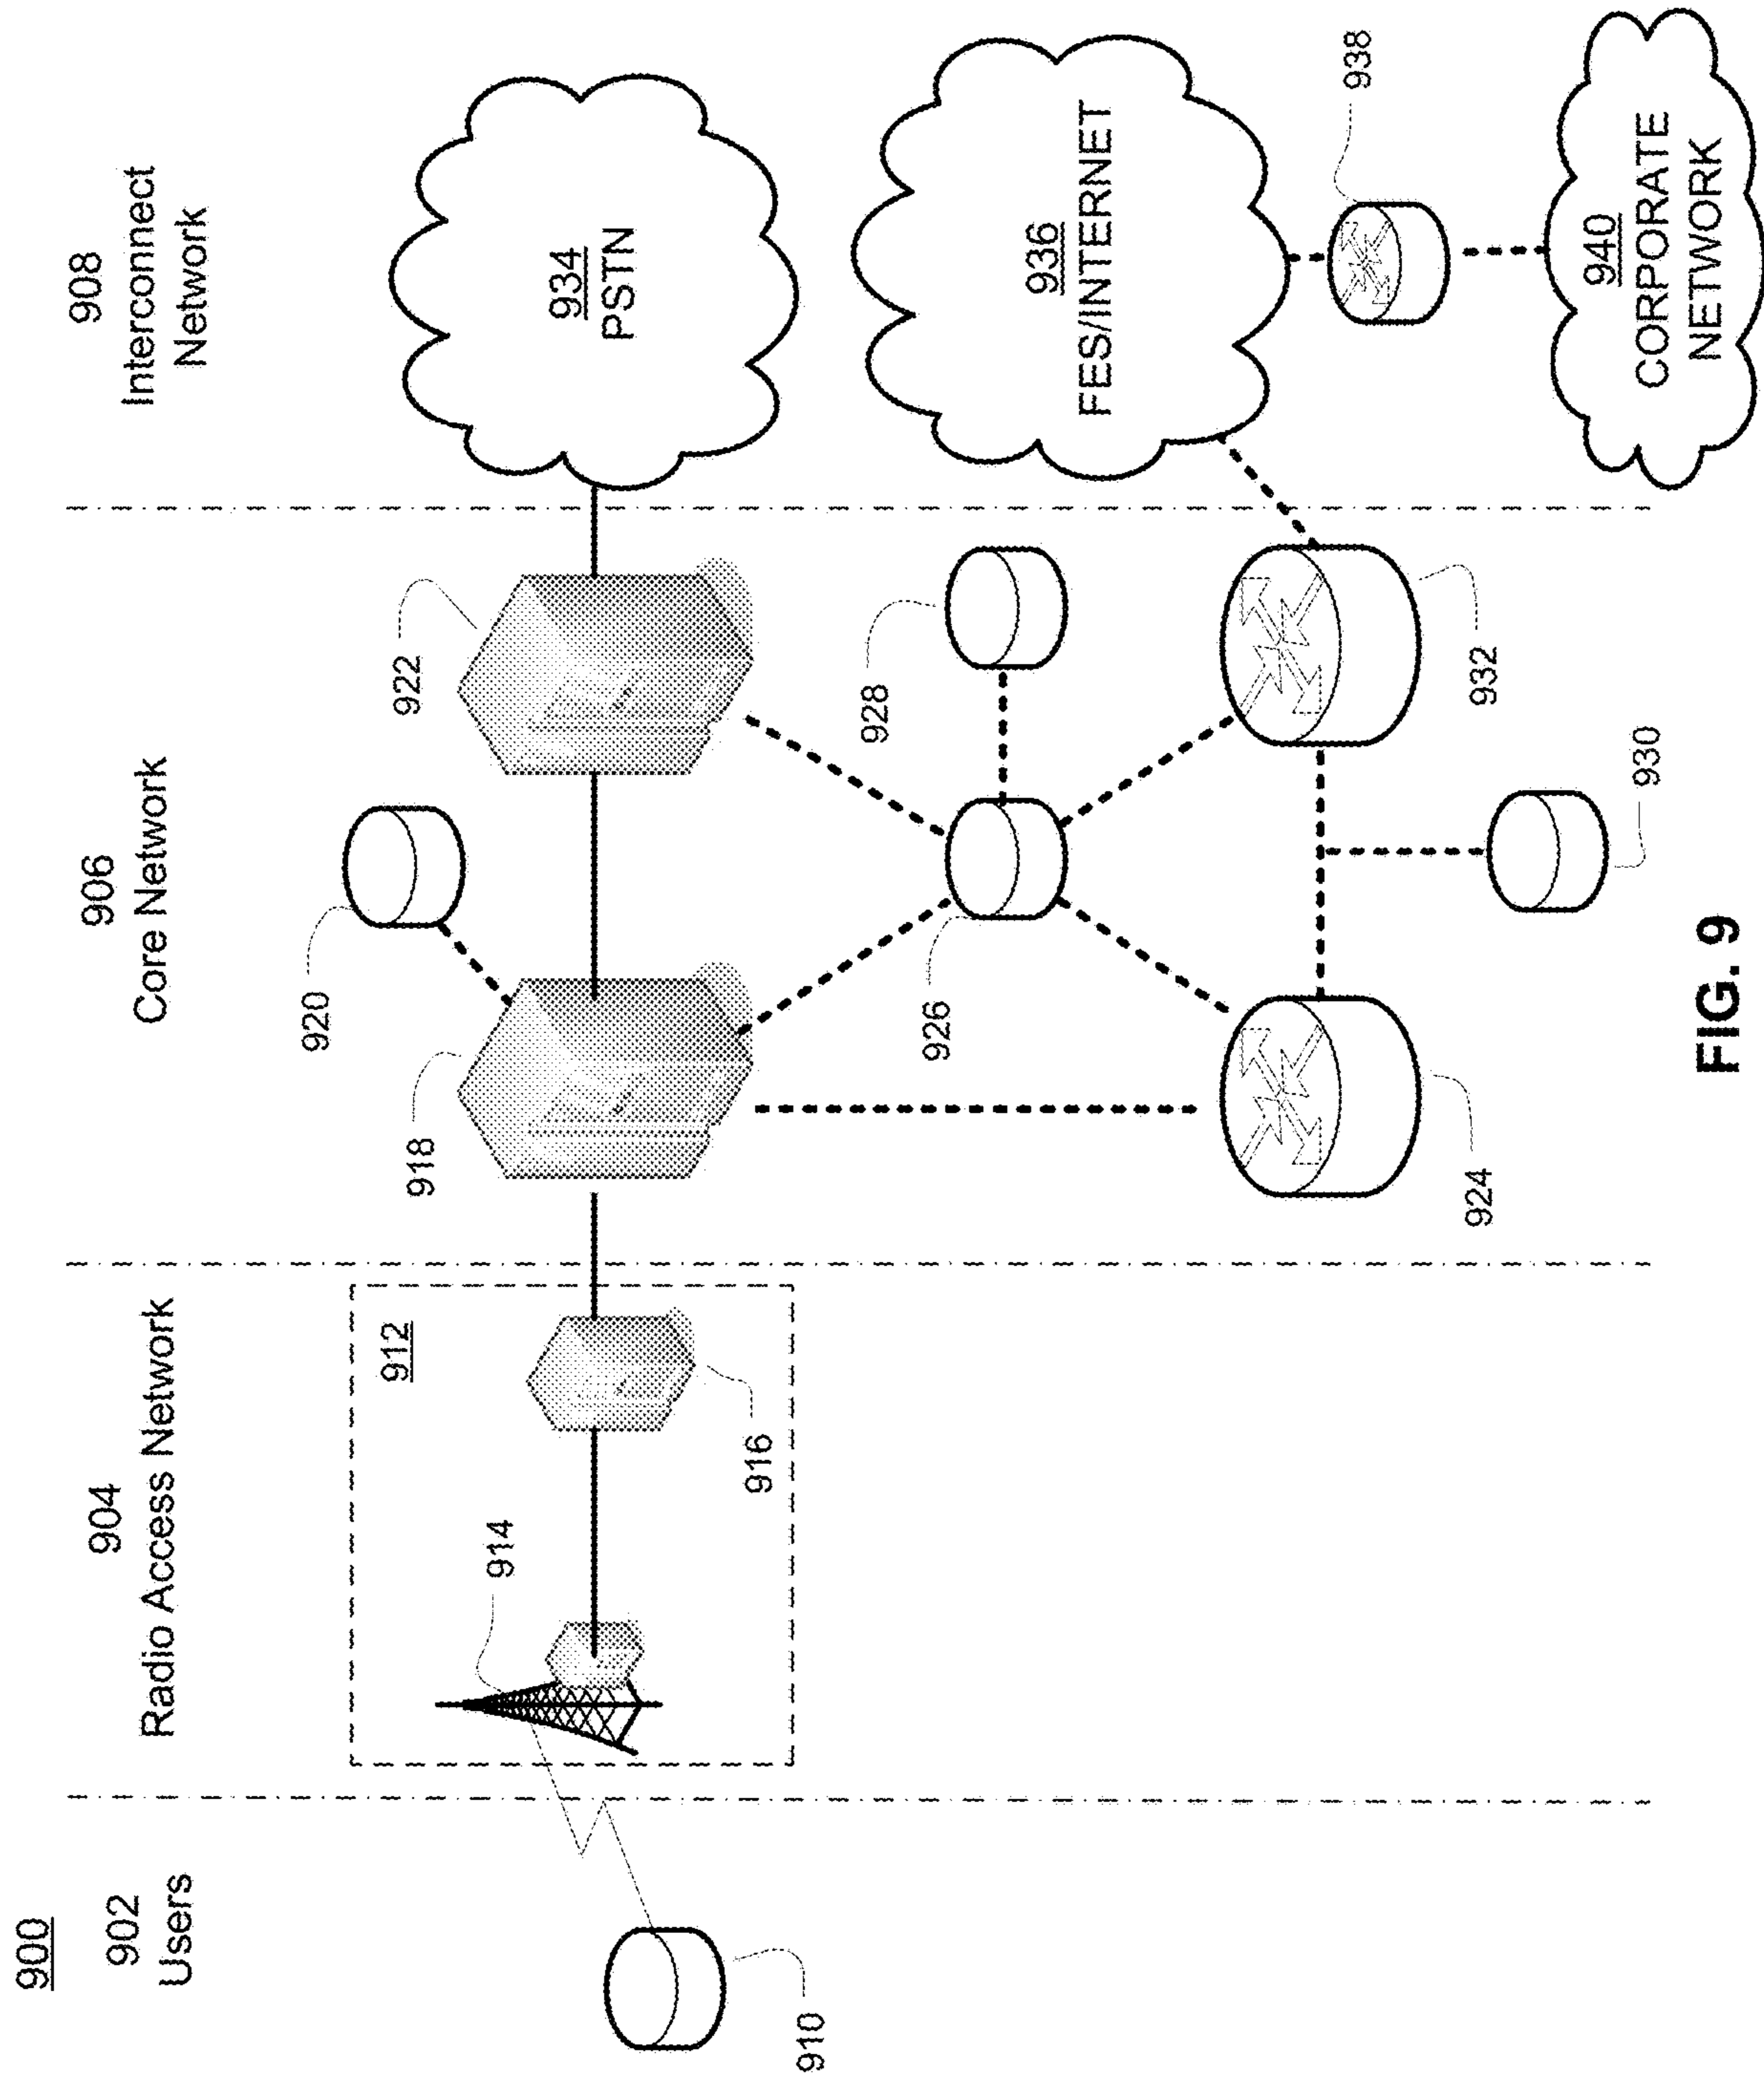 900
902
Users
904
Radio Access Network
906
Core Network
908
Interconnect
Network
910
912
914
916
918
920
922
924
926
928
930
932
934
PSTN
936
FES/INTERNET
938
940
CORPORATE
NETWORK
FIG. 9